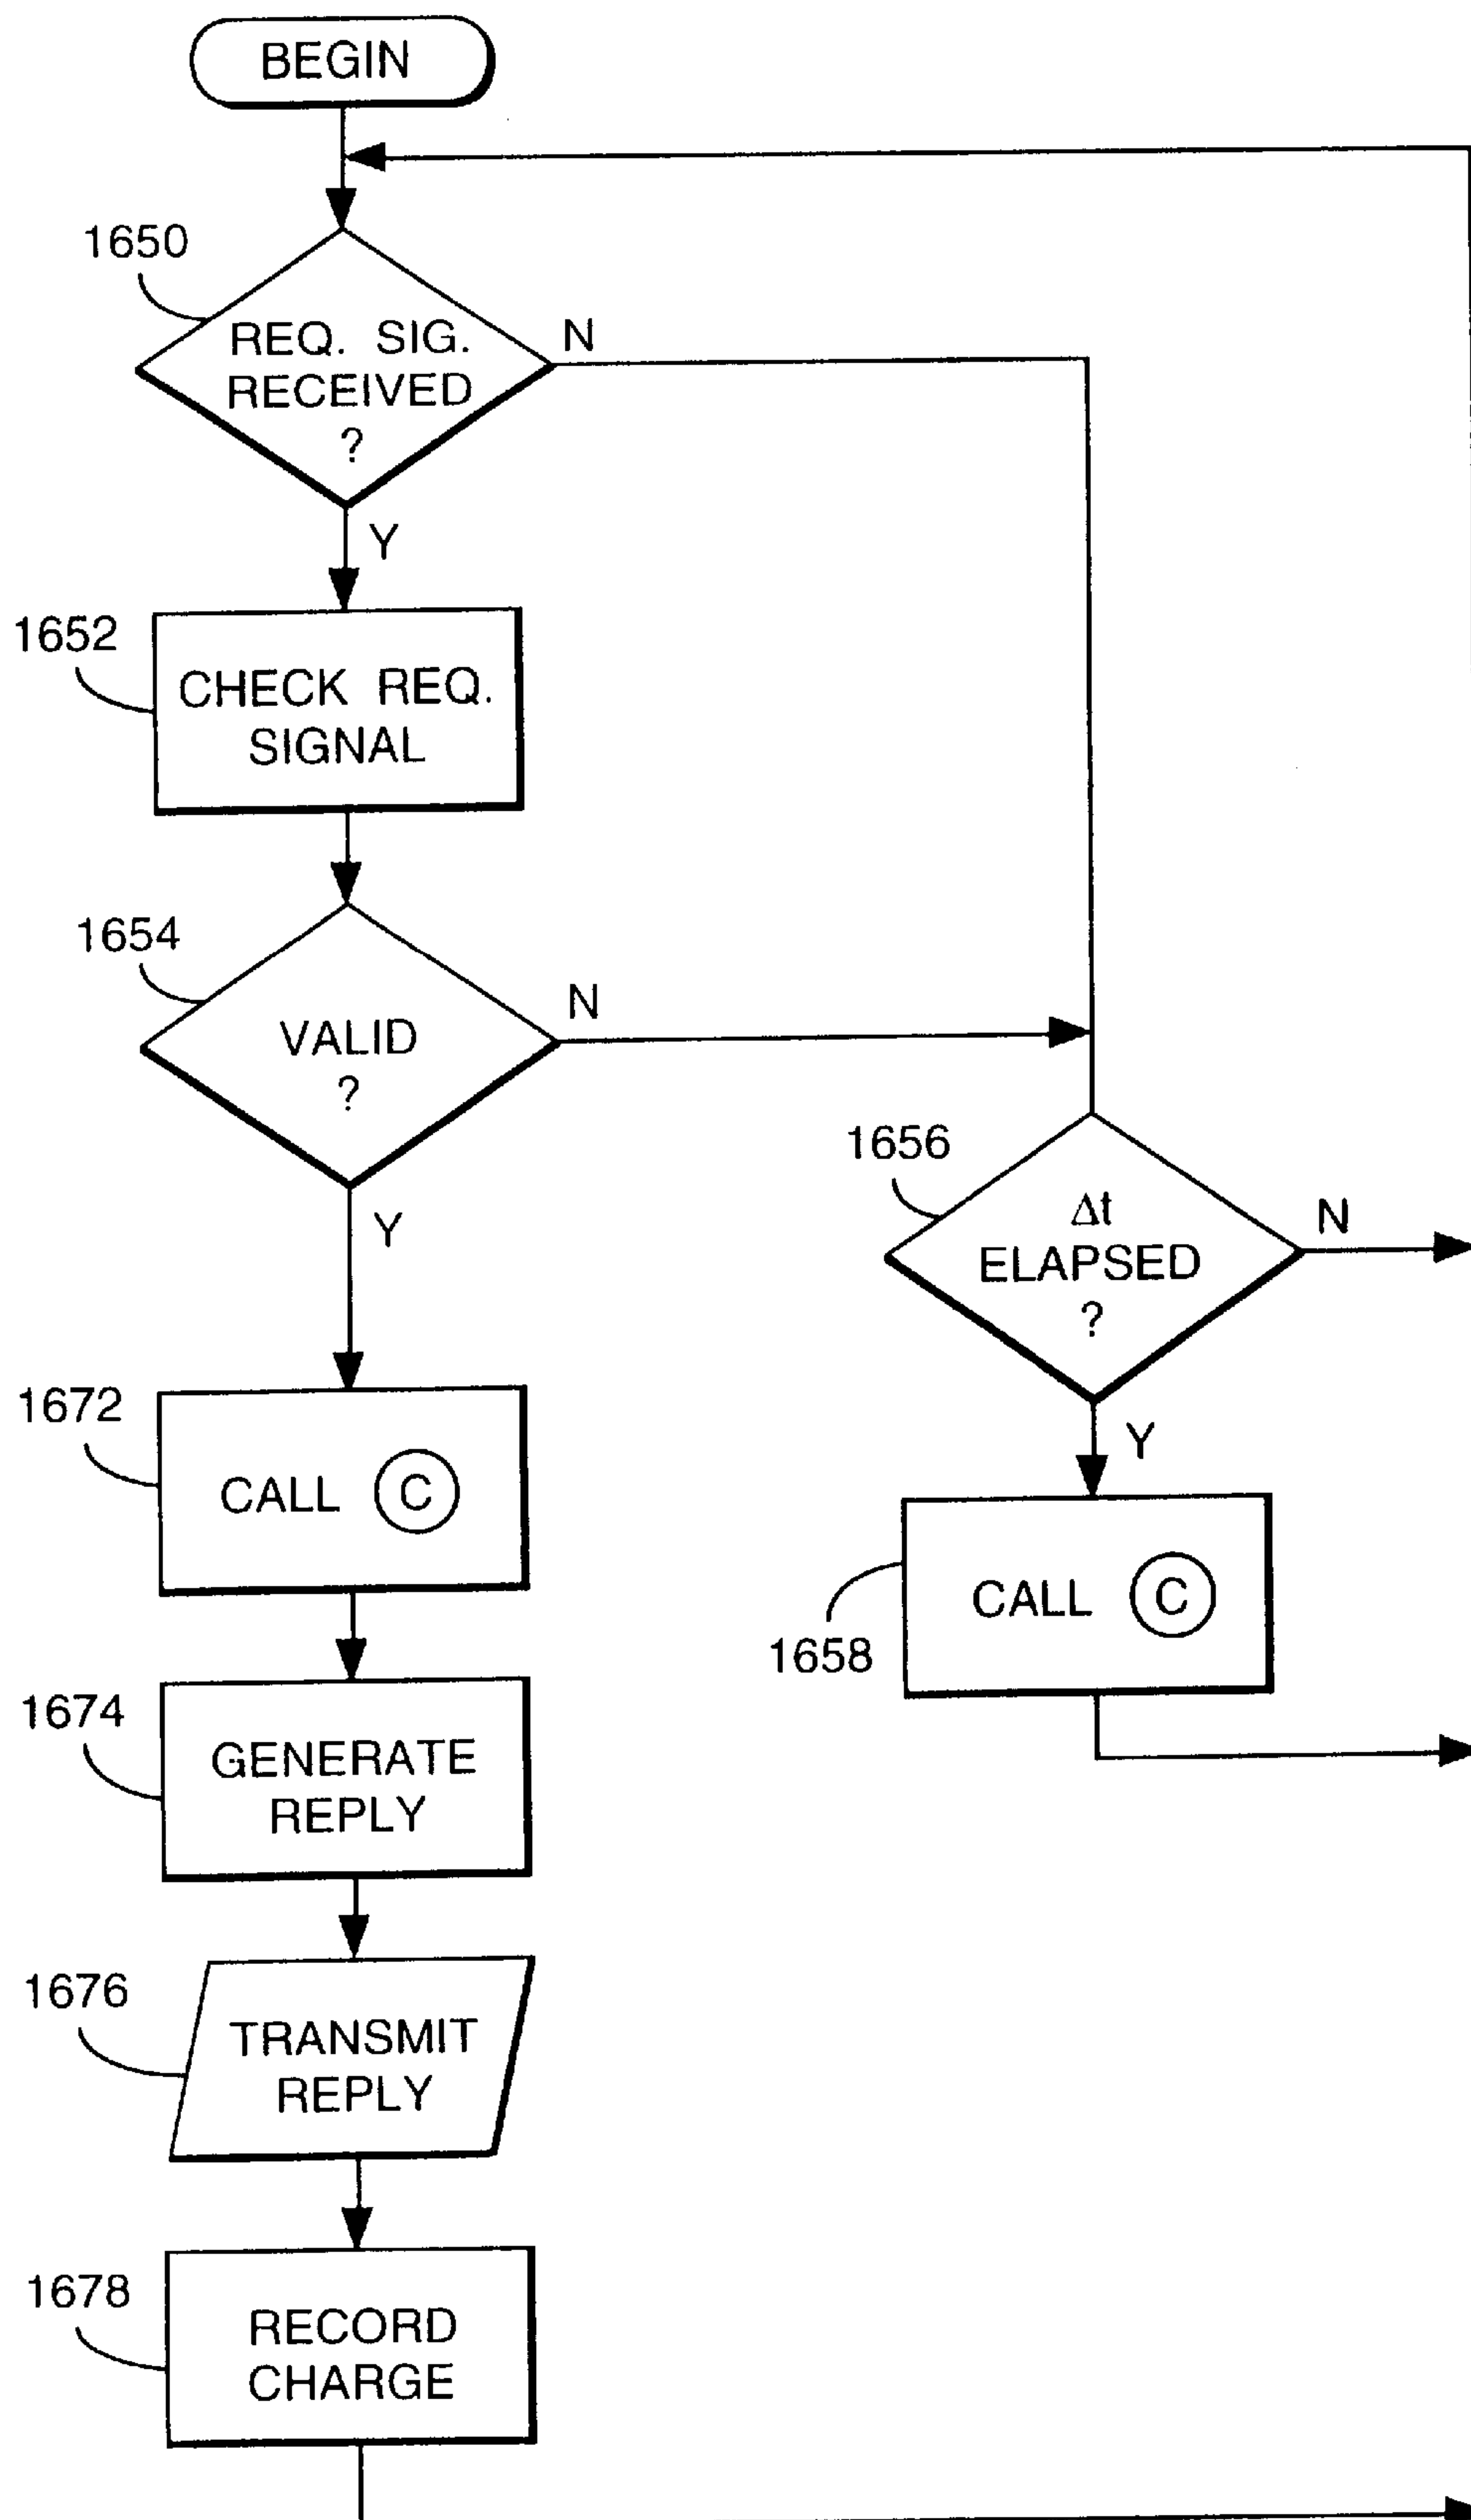 BEGIN
1650
REQ. SIG.
RECEIVED
?
N
Y
1652
CHECK REQ.
SIGNAL
1654
VALID
?
N
Y
1656
Δt
ELAPSED
?
N
Y
1672
CALL C
1658
CALL C
1674
GENERATE
REPLY
1676
TRANSMIT
REPLY
1678
RECORD
CHARGE